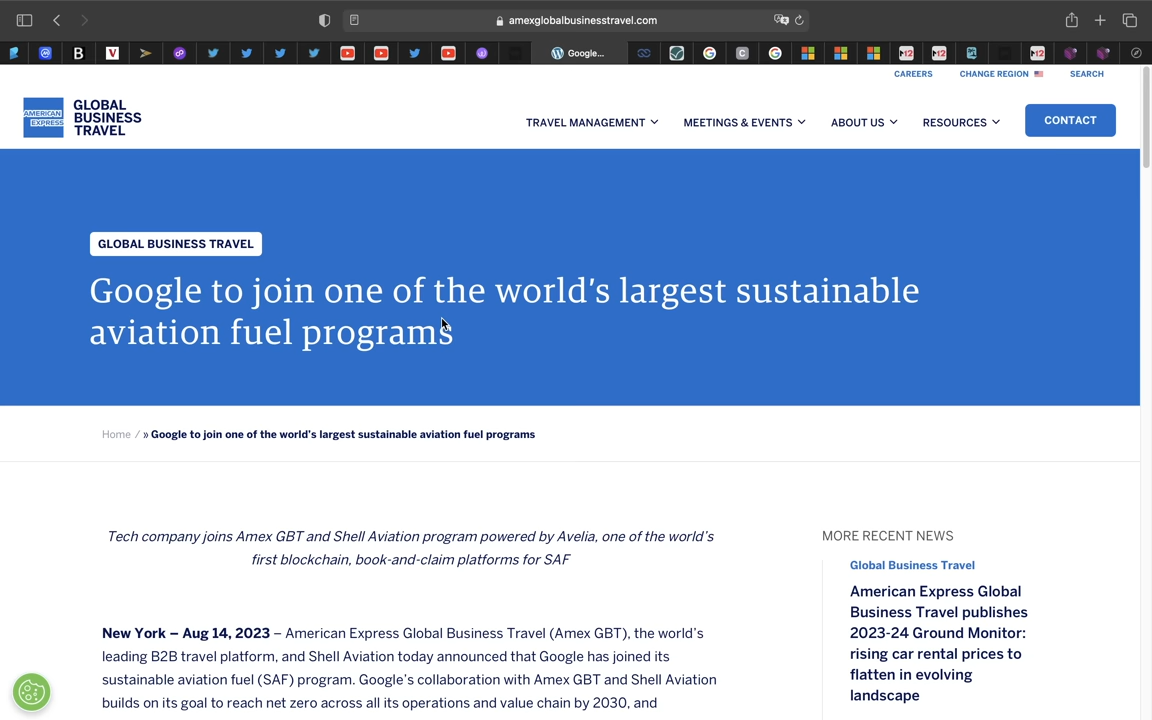 amexglobalbusinesstravel.com
Google...
CAREERS
CHANGE REGION
SEARCH
AMERICAN
EXPRESS
GLOBAL
BUSINESS
TRAVEL
TRAVEL MANAGEMENT
MEETINGS & EVENTS
ABOUT US
RESOURCES
CONTACT
GLOBAL BUSINESS TRAVEL
Google to join one of the world's largest sustainable
aviation fuel programs
Home / » Google to join one of the world's largest sustainable aviation fuel programs
Tech company joins Amex GBT and Shell Aviation program powered by Avelia, one of the world's
first blockchain, book-and-claim platforms for SAF
New York – Aug 14, 2023 – American Express Global Business Travel (Amex GBT), the world's
leading B2B travel platform, and Shell Aviation today announced that Google has joined its
sustainable aviation fuel (SAF) program. Google's collaboration with Amex GBT and Shell Aviation
builds on its goal to reach net zero across all its operations and value chain by 2030, and
MORE RECENT NEWS
Global Business Travel
American Express Global
Business Travel publishes
2023-24 Ground Monitor:
rising car rental prices to
flatten in evolving
landscape